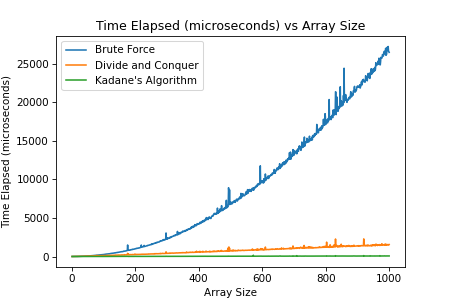 Time Elapsed (microseconds) vs Array Size
Brute Force
Divide and Conquer
Kadane's Algorithm
Time Elapsed (microseconds)
25000
20000
15000
10000
5000
0
0 200 400 600 800 1000
Array Size